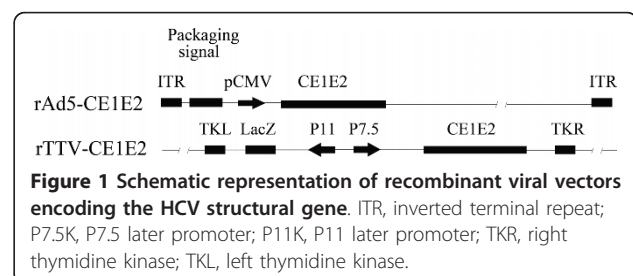 Packaging
signal
ITR pCMV CE1E2 ITR
rAd5-CE1E2
TKL LacZ P11 P7.5 CE1E2 TKR
rTTV-CE1E2
Figure 1 Schematic representation of recombinant viral vectors
encoding the HCV structural gene. ITR, inverted terminal repeat;
P7.5K, P7.5 later promoter; P11K, P11 later promoter; TKR, right
thymidine kinase; TKL, left thymidine kinase.